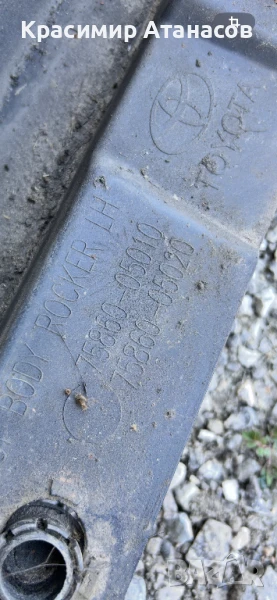 Красимир Атанасов
TOYOTA
BODY ROCKER LH
75860-05010
75860-05020